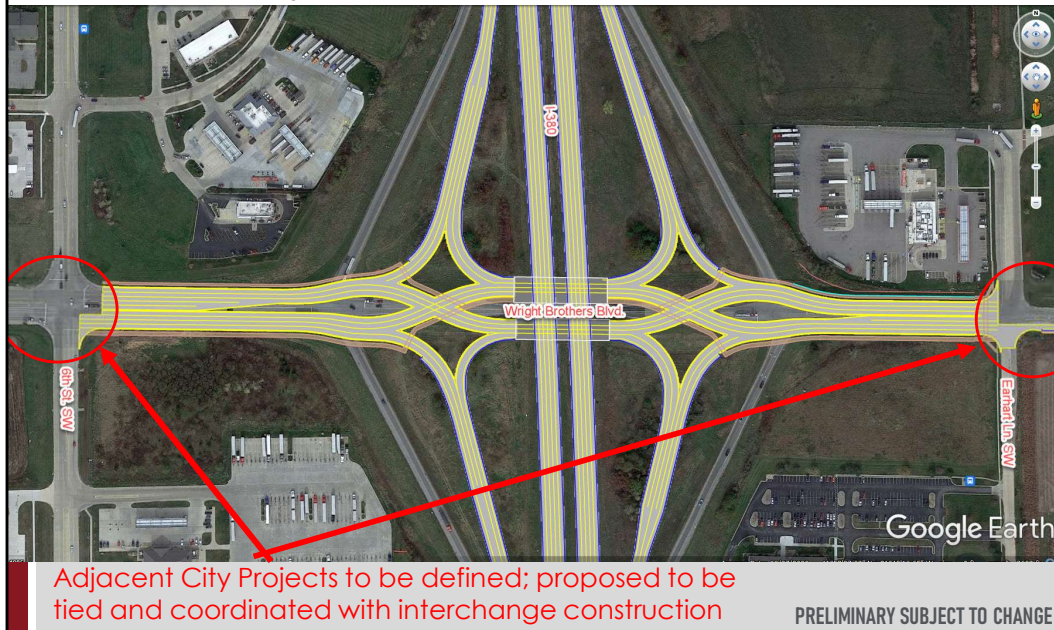 I-380
Wright Brothers Blvd.
6th St. SW
Earhart Ln SW
Google Earth
Adjacent City Projects to be defined; proposed to be
tied and coordinated with interchange construction
PRELIMINARY SUBJECT TO CHANGE